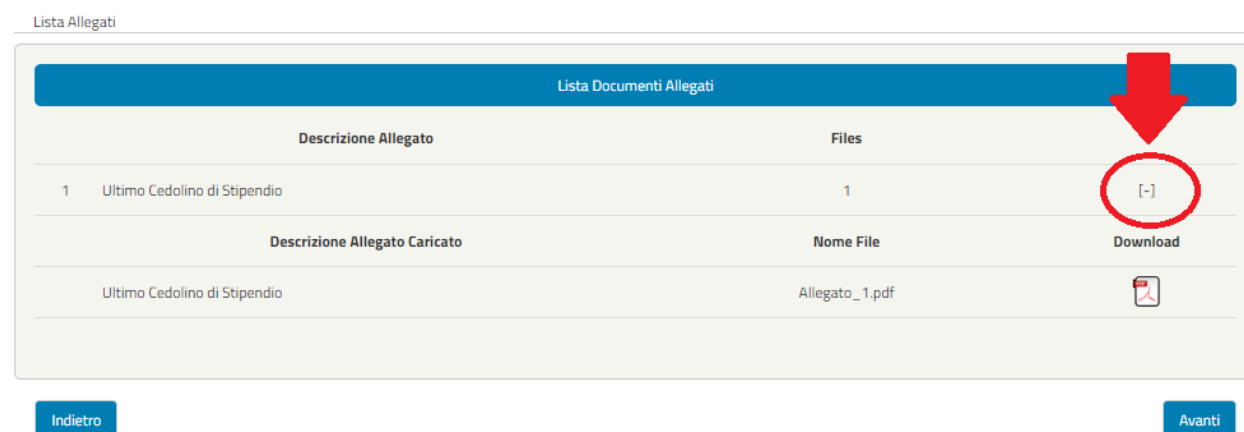 Lista Allegati
Lista Documenti Allegati
Descrizione Allegato Files
1 Ultimo Cedolino di Stipendio 1 [-]
Descrizione Allegato Caricato Nome File Download
Ultimo Cedolino di Stipendio Allegato_1.pdf
Indietro Avanti